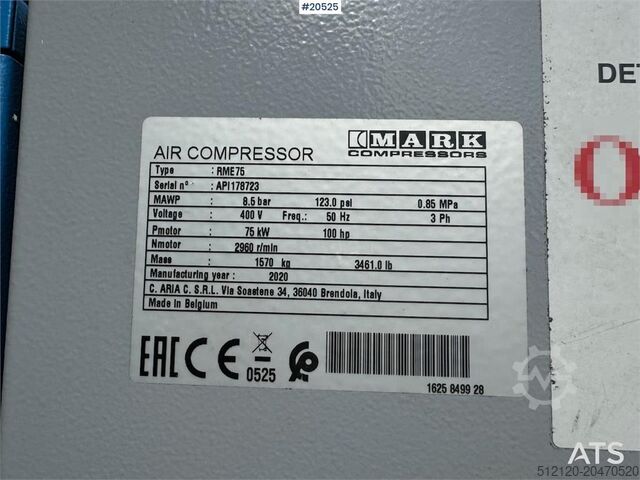 #20525
DET
O
MARK
COMPRESSORS
AIR COMPRESSOR
Type : RME75
Serial n° : API178723
MAWP : 8.5 bar 123.0 psi 0.85 MPa
Voltage : 400 V Freq.: 50 Hz 3 Ph
Pmotor : 75 kW 100 hp
Nmotor : 2960 r/min
Mass : 1570 kg 3461.0 lb
Manufacturing year : 2020
C. ARIA C. S.R.L. Via Soastene 34, 36040 Brendola, Italy
Made in Belgium
EAC CE 0525
1625 8499 28
ATS
512120-20470520